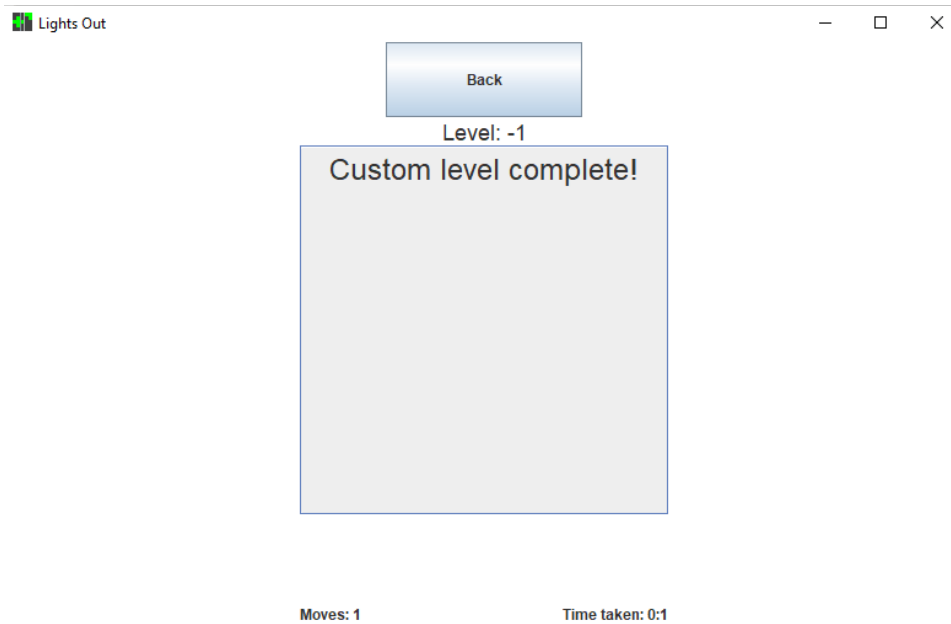 Lights Out
Back
Level: -1
Custom level complete!
Moves: 1 Time taken: 0:1